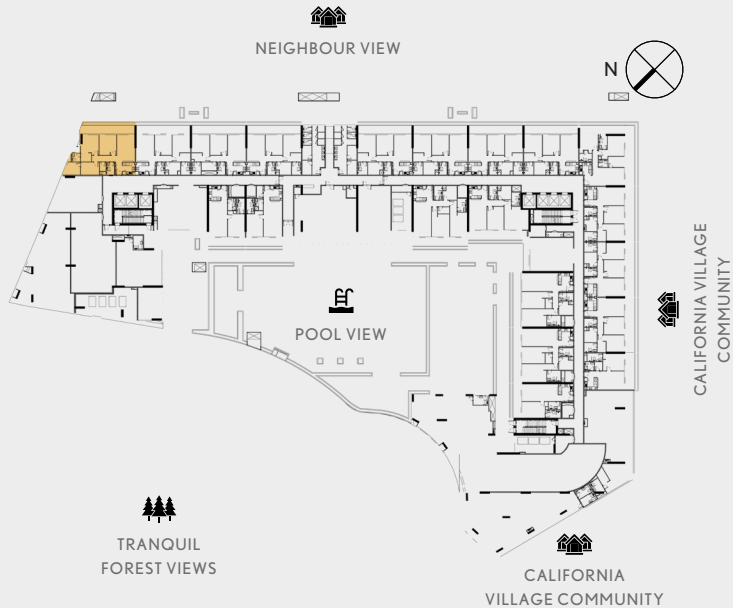 NEIGHBOUR VIEW
N
CALIFORNIA VILLAGE
COMMUNITY
POOL VIEW
TRANQUIL
FOREST VIEWS
CALIFORNIA
VILLAGE COMMUNITY